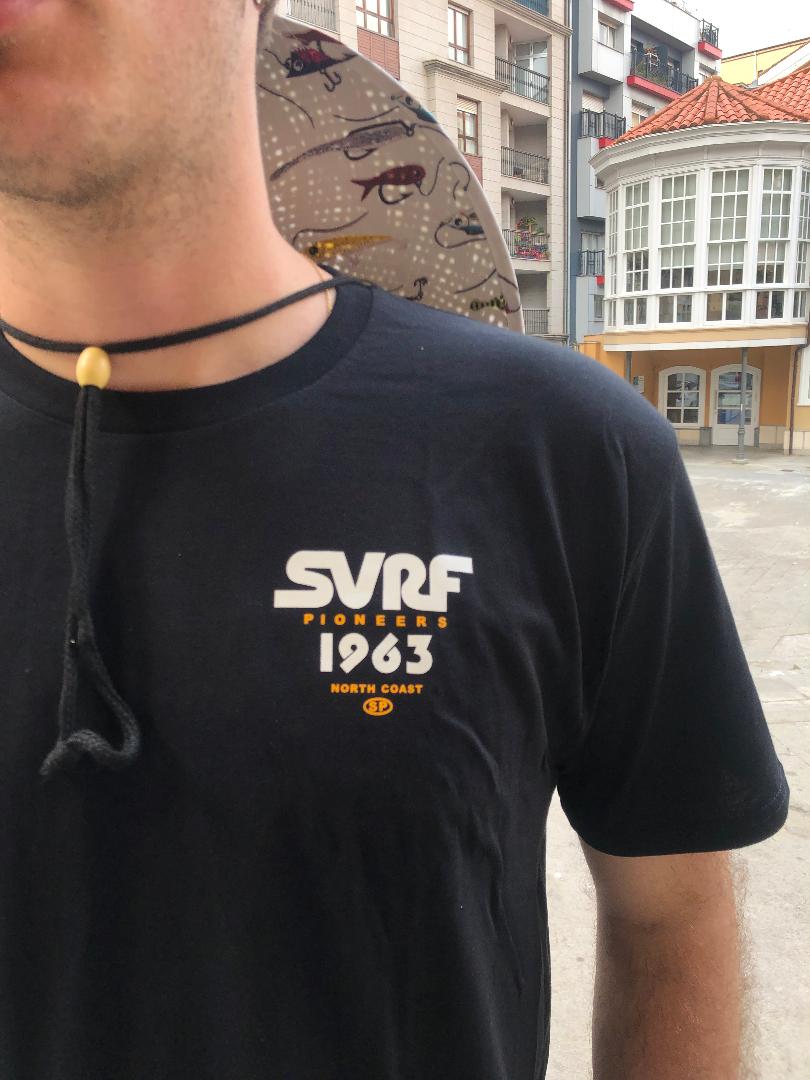 SVRF
PIONEERS
1963
NORTH COAST
SP